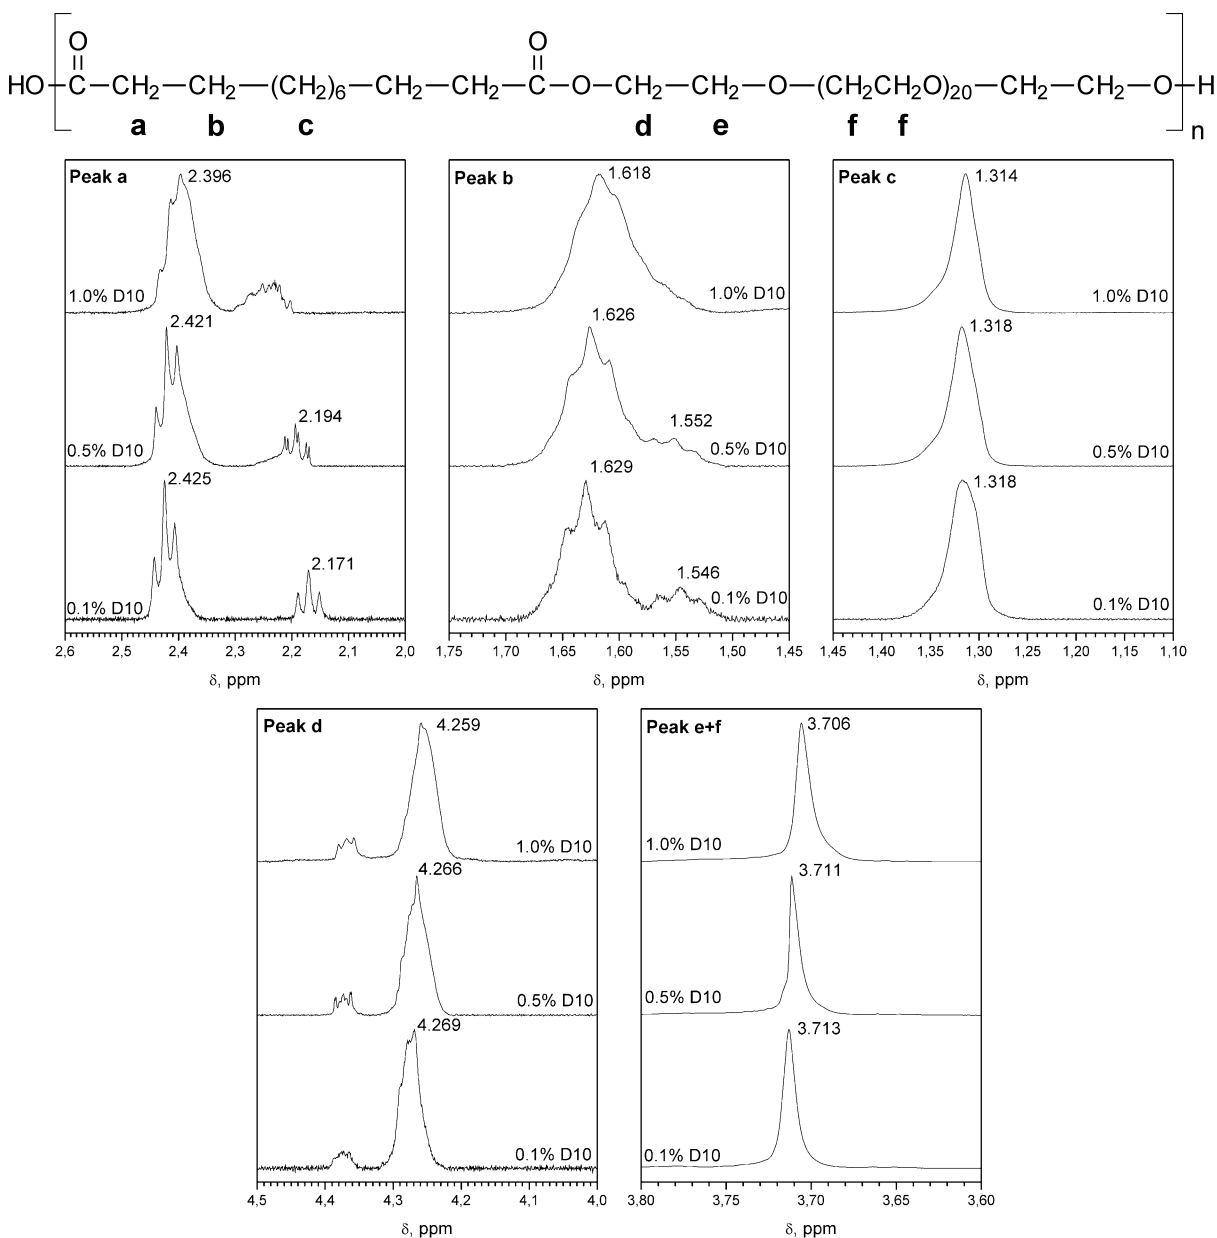 O O
HO C CH2 CH2 (CH2)6 CH2 CH2 C O CH2 CH2 O (CH2CH2O)20 CH2 CH2 O H
a b c d e f f n
Peak a
2.396
1.0% D10
2.421
2.194
0.5% D10
2.425
2.171
0.1% D10
2,6 2,5 2,4 2,3 2,2 2,1 2,0
δ, ppm
Peak b
1.618
1.0% D10
1.626
1.552
0.5% D10
1.629
1.546
0.1% D10
1,75 1,70 1,65 1,60 1,55 1,50 1,45
δ, ppm
Peak c
1.314
1.0% D10
1.318
0.5% D10
1.318
0.1% D10
1,45 1,40 1,35 1,30 1,25 1,20 1,15 1,10
δ, ppm
Peak d
4.259
1.0% D10
4.266
0.5% D10
4.269
0.1% D10
4,5 4,4 4,3 4,2 4,1 4,0
δ, ppm
Peak e+f
3.706
1.0% D10
3.711
0.5% D10
3.713
0.1% D10
3.80 3,75 3,70 3,65 3,60
δ, ppm